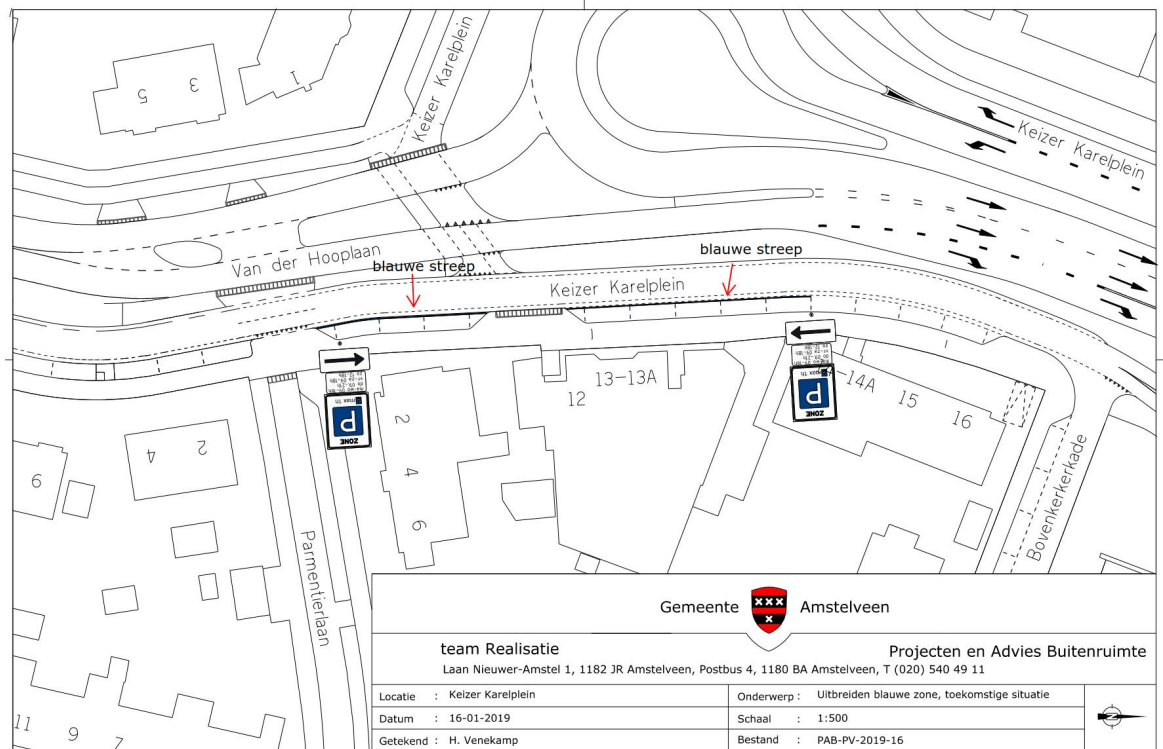 3
5
1
Keizer Karelplein
Keizer Karelplein
Van der Hooplaan
blauwe streep
blauwe streep
Keizer Karelplein
max 1h
P
ZONE
P
ZONE
13-13A
12
-14A
15
16
2
4
6
2
4
6
Parmentierlaan
Bovenkerkerkade
11
9
7
Gemeente Amstelveen
team Realisatie
Projecten en Advies Buitenruimte
Laan Nieuwer-Amstel 1, 1182 JR Amstelveen, Postbus 4, 1180 BA Amstelveen, T (020) 540 49 11
Locatie : Keizer Karelplein
Onderwerp : Uitbreiden blauwe zone, toekomstige situatie
Datum : 16-01-2019
Schaal : 1:500
Getekend : H. Venekamp
Bestand : PAB-PV-2019-16